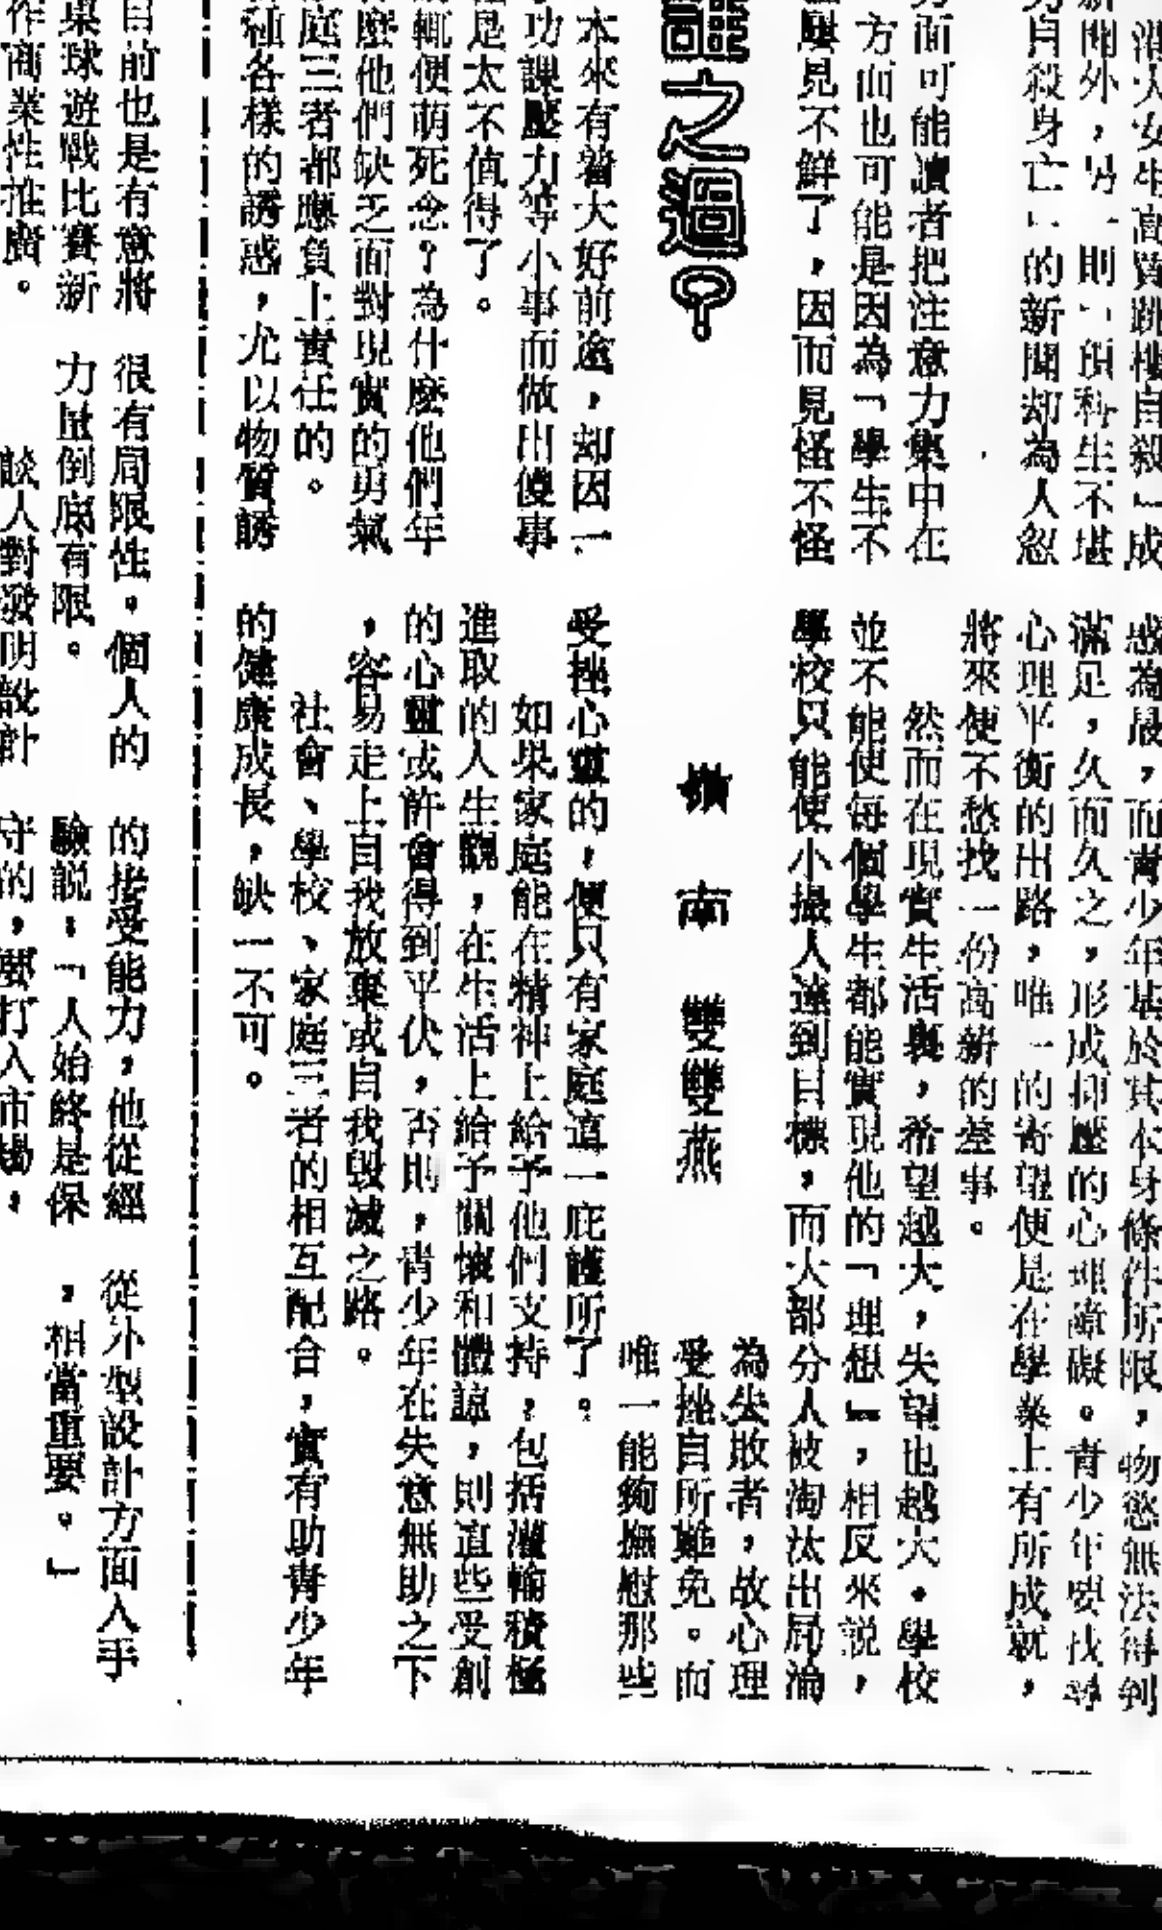 沿人女生高質跳樓自殺」成
新聞外，另一則「預科生不堪
自殺身亡」的新聞却為人忽
方面可能讀者把注意力集中在
方面也可能是因為「學生不
屢見不鮮了，因而見怪不怪
感為最，而青少年基於其本身條件所限，物慾無法得到
滿足，久而久之，形成抑壓的心理障礙。青少年要找尋
心理平衡的出路，唯一的寄望便是在學業上有所成就，
將來便不愁找一份高薪的差事。
然而在現實生活裏，希望越大，失望也越大。學校
並不能使每個學生都能實現他的「理想」，相反來說，
學校只能使小撮人達到目標，而大部分人被淘汰出局淪
為失敗者，故心理
受挫自所難免。而
唯一能夠撫慰那些
誰之過？
嶺南 雙雙燕
本來有着大好前途，却因一
功課壓力等小事而做出傻事
是太不值得了。
輒便萌死念？為什麼他們年
麼他們缺乏面對現實的勇氣
庭三者都應負上責任的。
種各樣的誘惑，尤以物質誘
受挫心靈的，便只有家庭這一庇護所了。
如果家庭能在精神上給予他們支持，包括灌輸積極
進取的人生觀，在生活上給予關懷和體諒，則這些受創
的心靈或許會得到平伏，否則，青少年在失意無助之下
，容易走上自我放棄或自我毀滅之路。
社會、學校、家庭三者的相互配合，實有助青少年
的健康成長，缺一不可。
目前也是有意將
桌球遊戲比賽新
作商業性推廣。
很有局限性。個人的
力量倒底有限。
談人對發明設計
的接受能力，他從經
驗說：「人始終是保
守的，要打入市場，
從外型設計方面入手
，相當重要。」